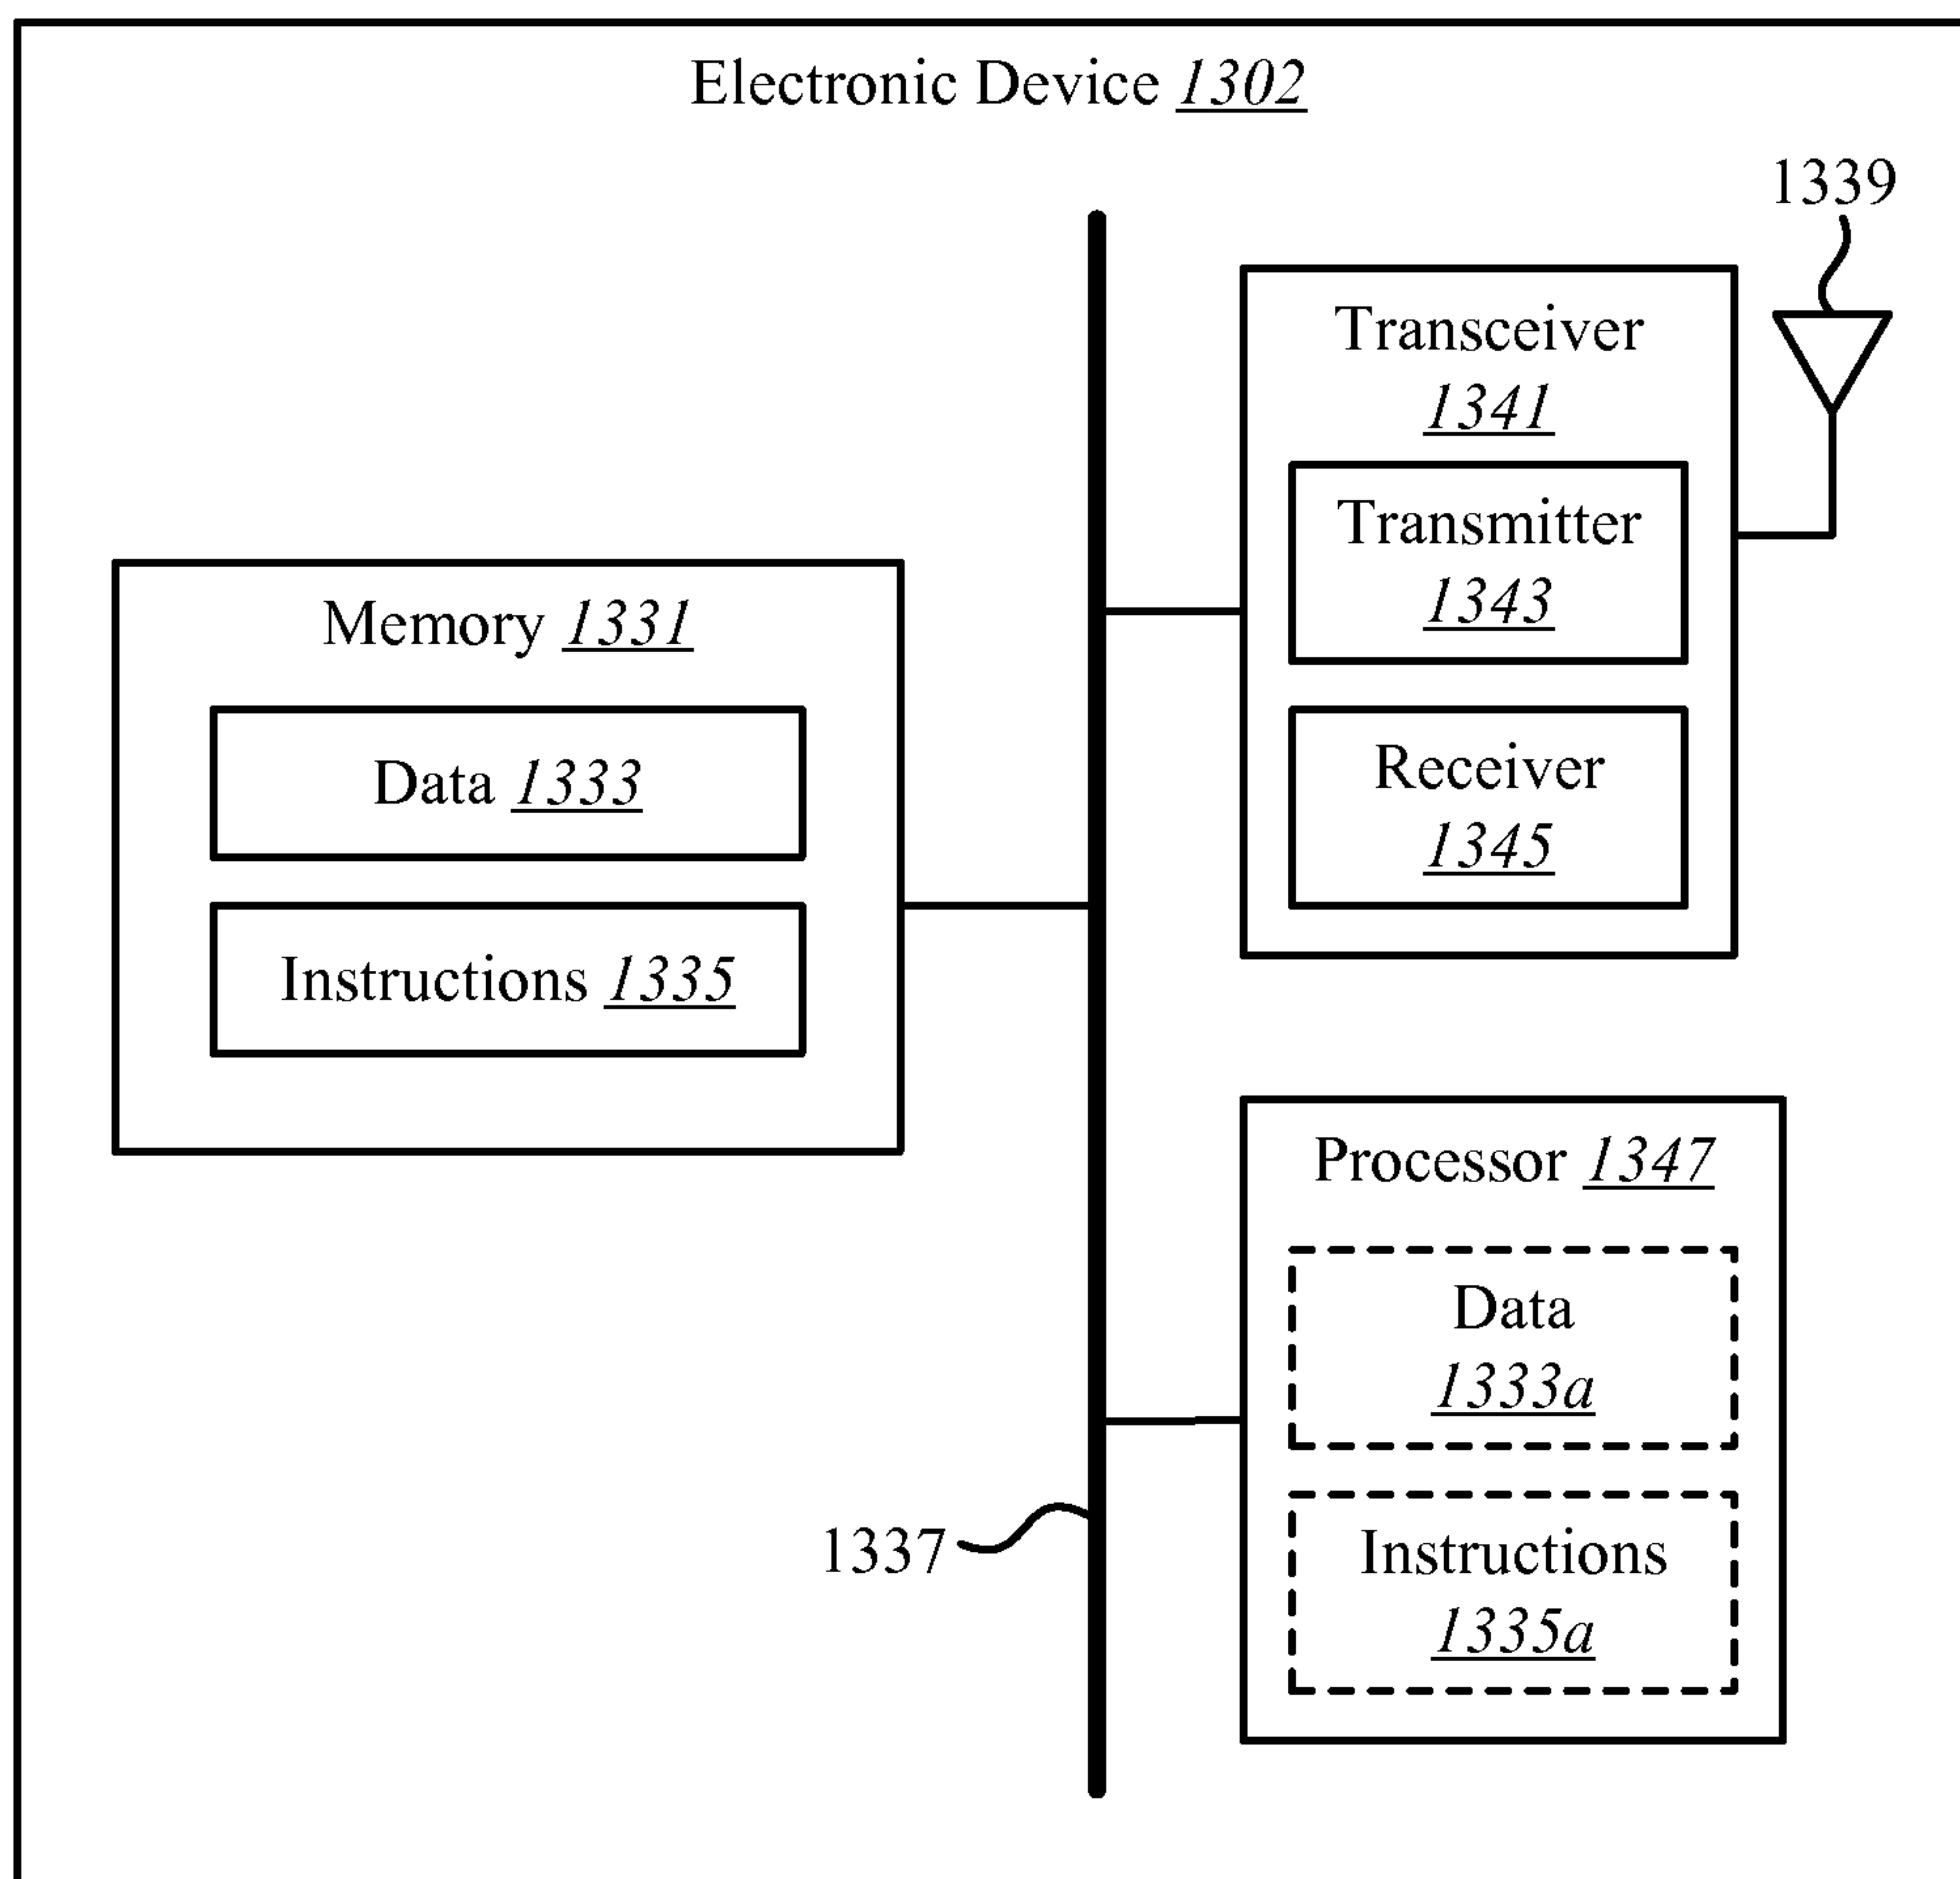 Electronic Device 1302
1339
Transceiver
1341
Transmitter
1343
Receiver
1345
Memory 1331
Data 1333
Instructions 1335
Processor 1347
Data
1333a
Instructions
1335a
1337